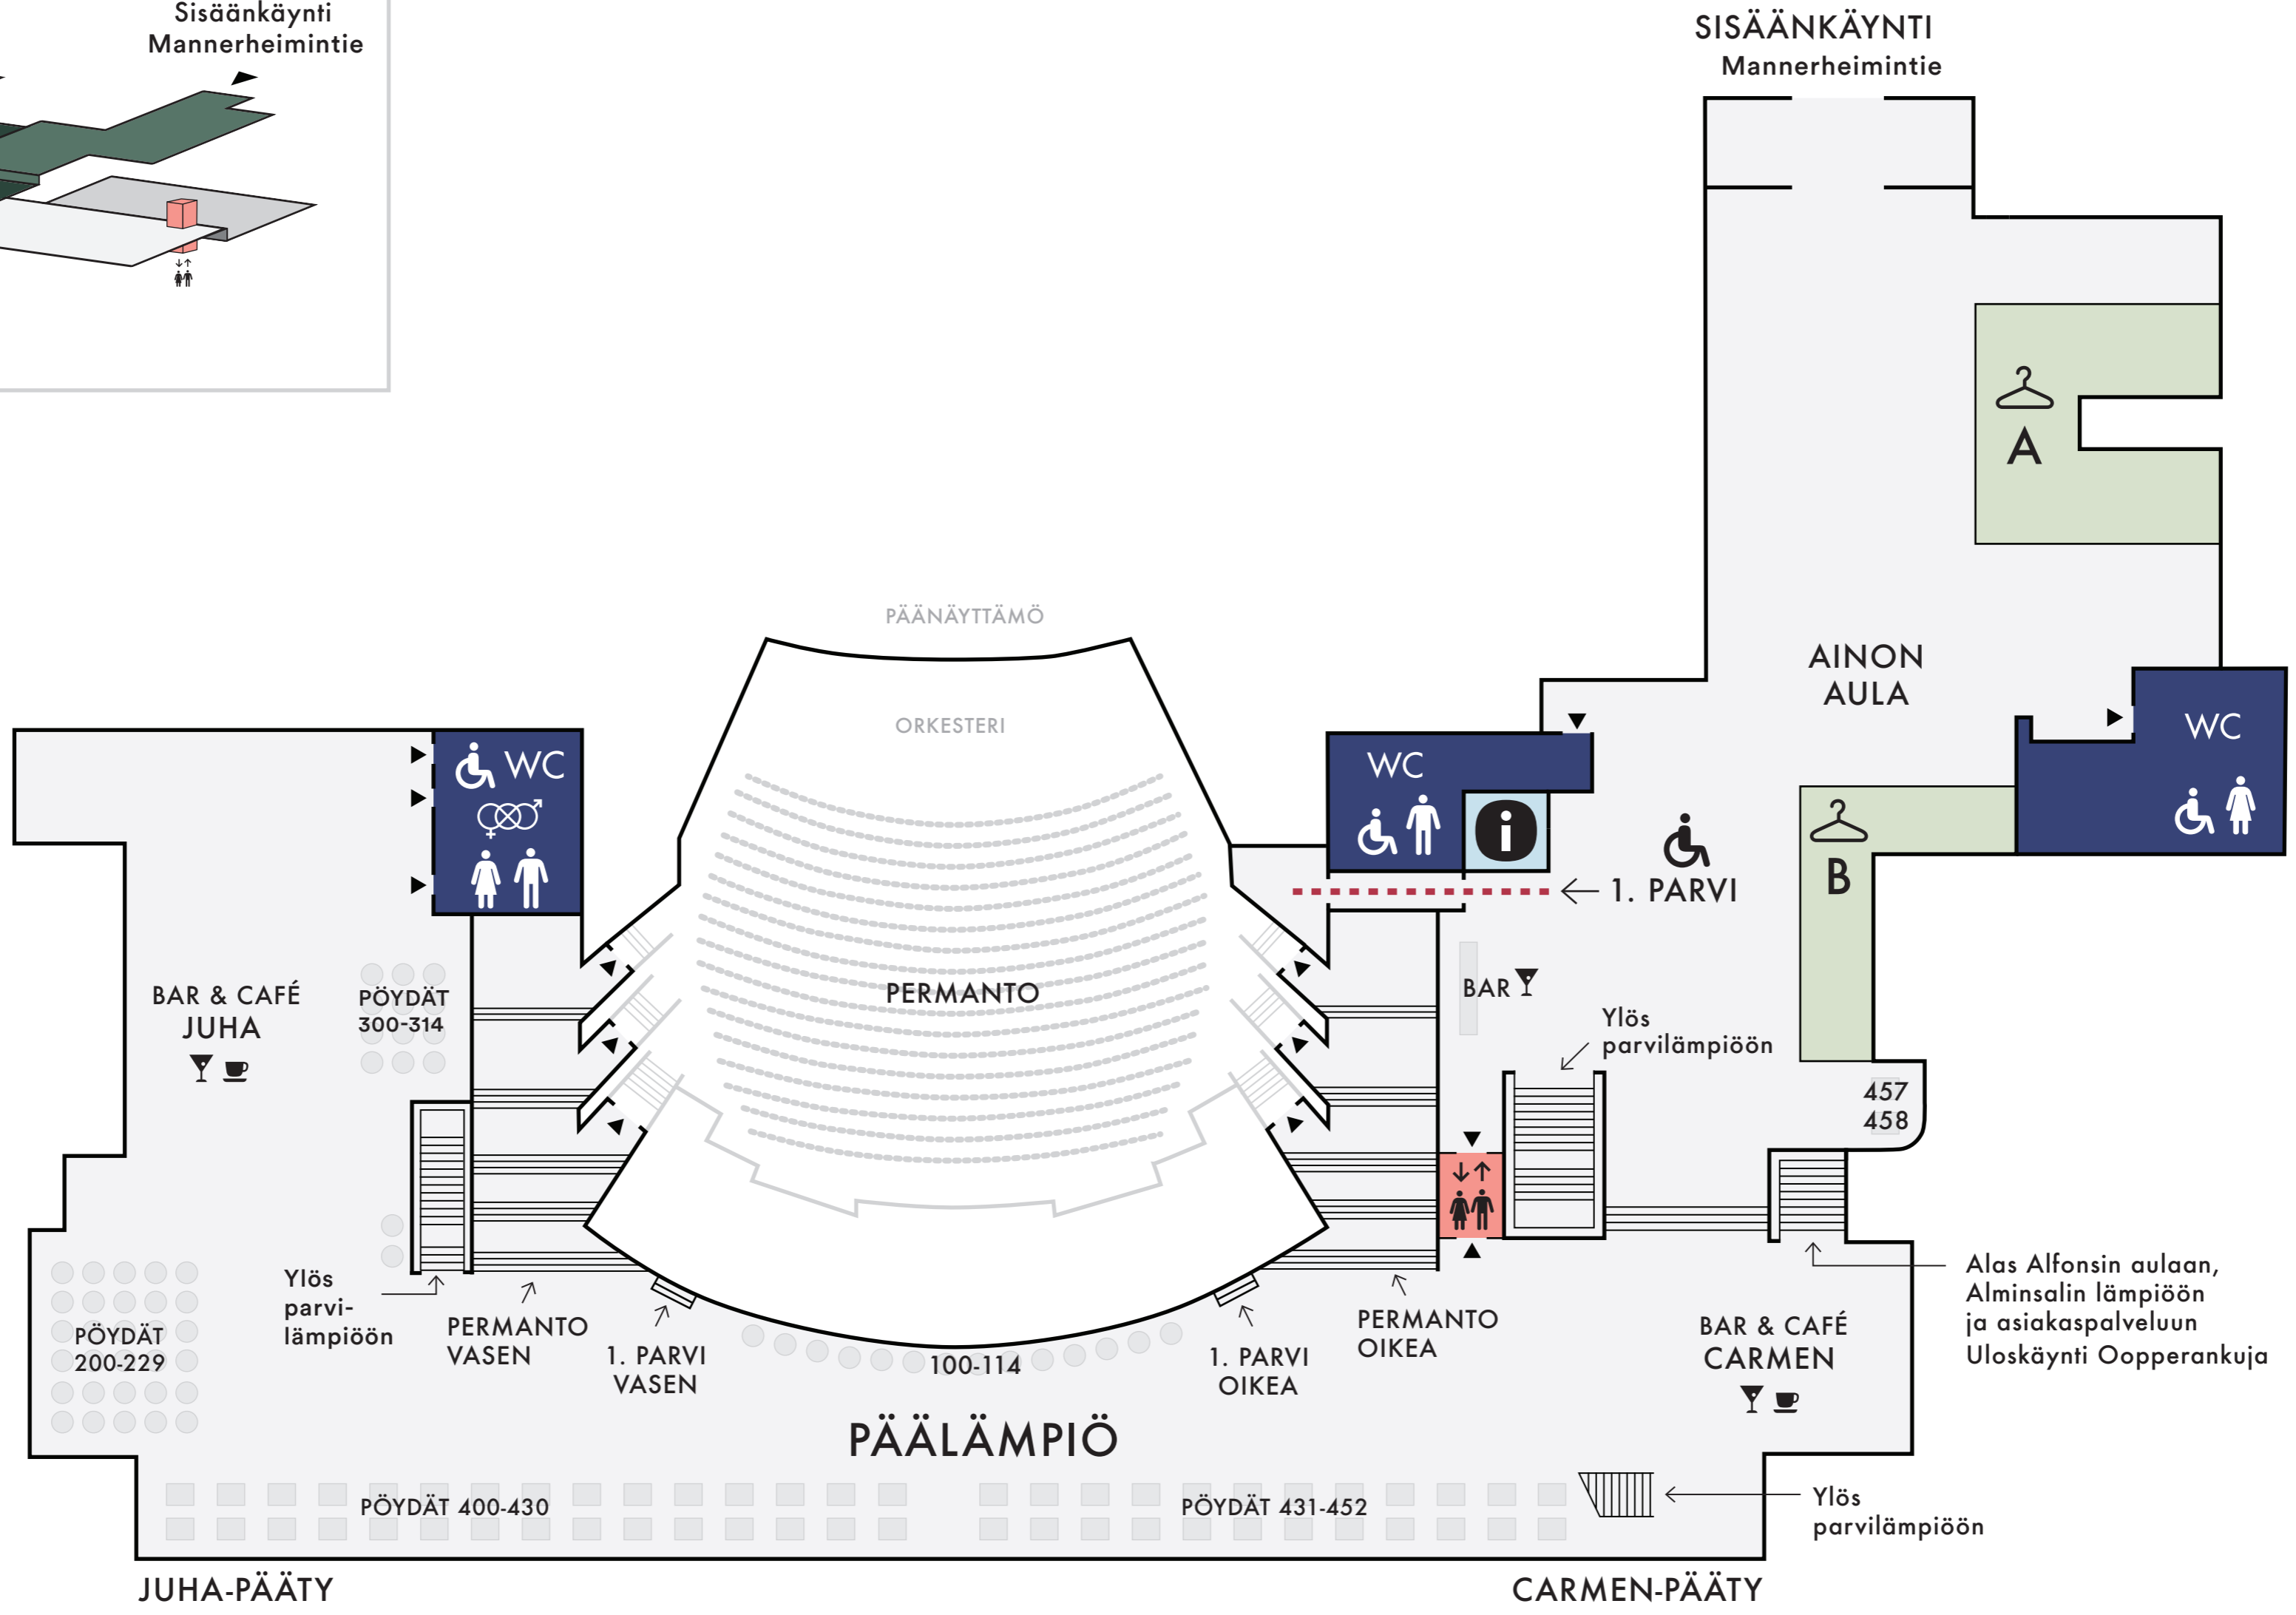 Sisäänkäynti
Mannerheimintie
SISÄÄNKÄYNTI
Mannerheimintie
A
AINON
AULA
PÄÄNÄYTTÄMÖ
ORKESTERI
PERMANTO
WC
WC
i
WC
B
1. PARVI
BAR & CAFÉ
JUHA
PÖYDÄT
300-314
BAR
Ylös
parvilämpiöön
457
458
Ylös
parvi-
lämpiöön
PÖYDÄT
200-229
PERMANTO
VASEN
1. PARVI
VASEN
100-114
1. PARVI
OIKEA
PERMANTO
OIKEA
BAR & CAFÉ
CARMEN
Alas Alfonsin aulaan,
Alminsalin lämpiöön
ja asiakaspalveluun
Uloskäynti Oopperankuja
PÄÄLÄMPIÖ
PÖYDÄT 400-430
PÖYDÄT 431-452
Ylös
parvilämpiöön
JUHA-PÄÄTY
CARMEN-PÄÄTY